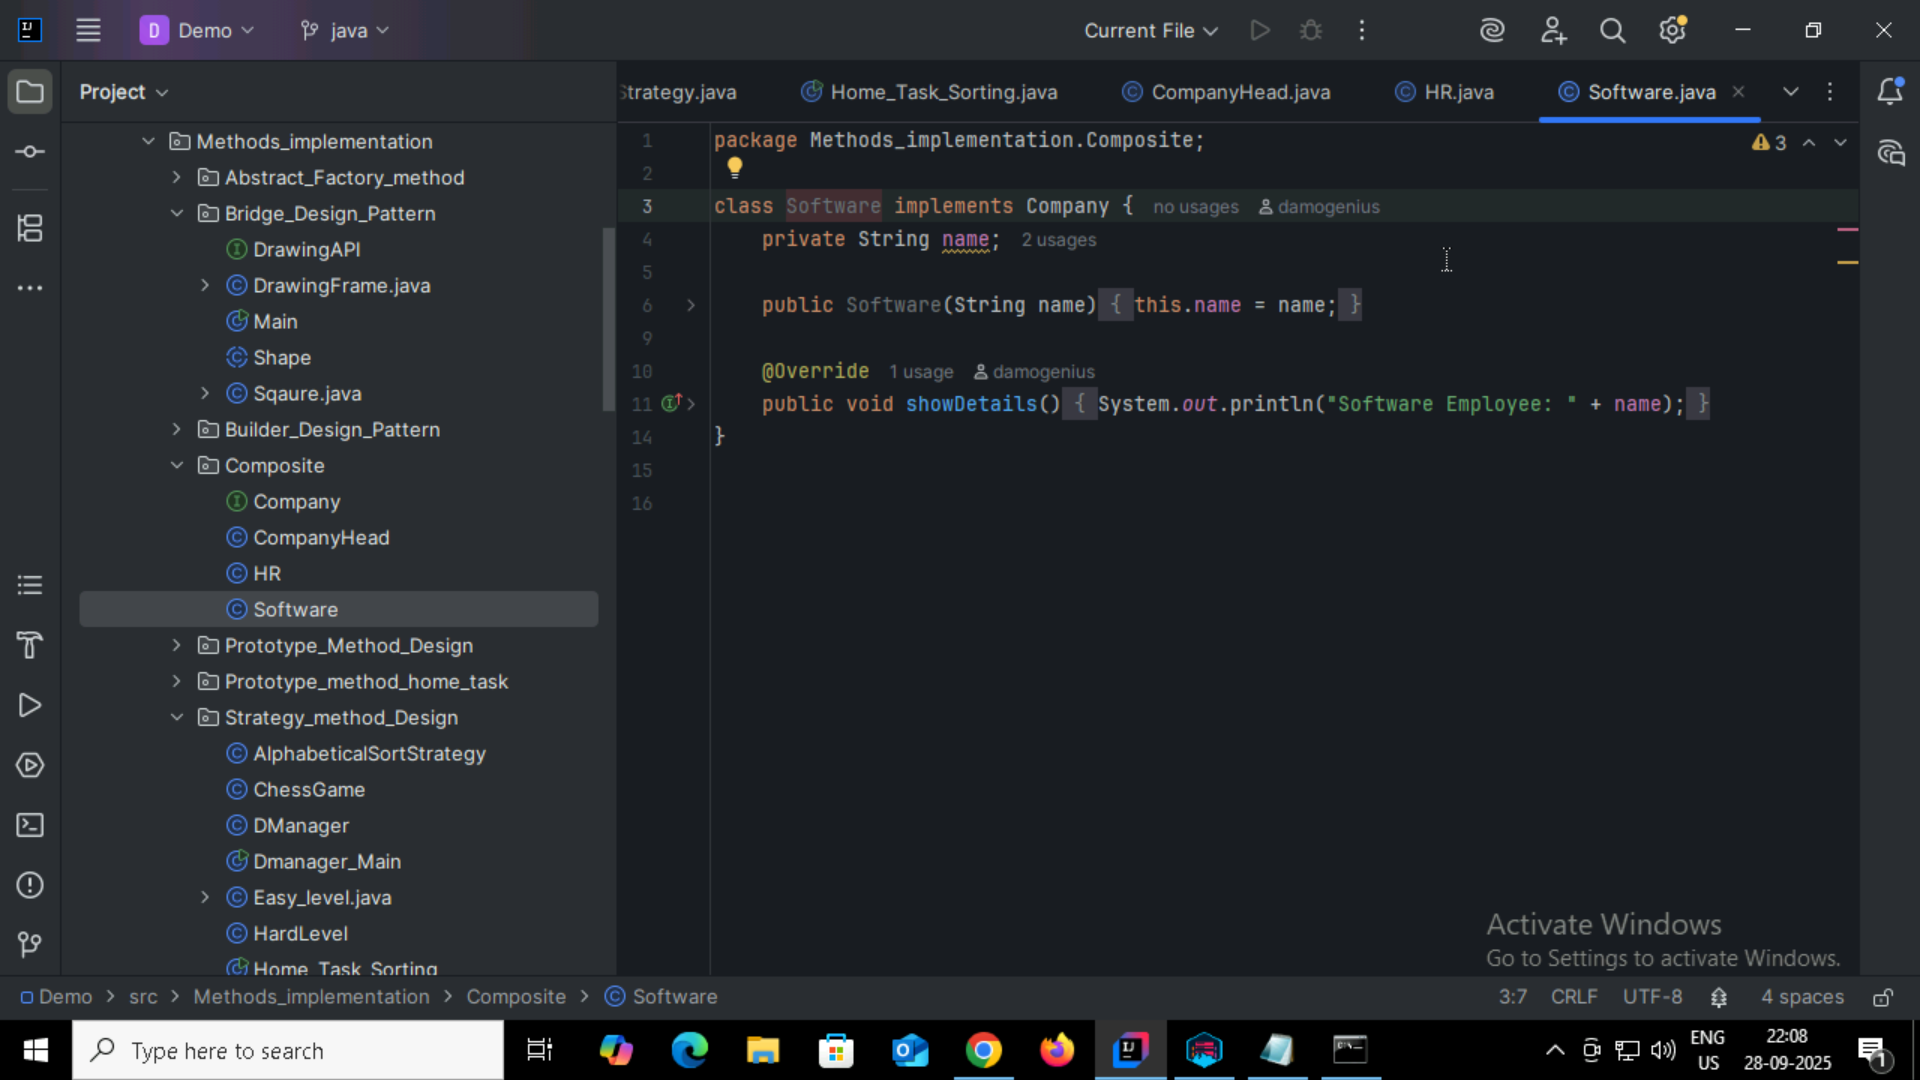 D Demo java Current File
Project
Strategy.java Home_Task_Sorting.java CompanyHead.java HR.java Software.java
Methods_implementation
Abstract_Factory_method
Bridge_Design_Pattern
DrawingAPI
DrawingFrame.java
Main
Shape
Sqaure.java
Builder_Design_Pattern
Composite
Company
CompanyHead
HR
Software
Prototype_Method_Design
Prototype_method_home_task
Strategy_method_Design
AlphabeticalSortStrategy
ChessGame
DManager
Dmanager_Main
Easy_level.java
HardLevel
Home_Task_Sorting
1 package Methods_implementation.Composite;
3
2
3 class Software implements Company { no usages damogenius
4 private String name; 2 usages
5
6 public Software(String name) { this.name = name; }
9
10 @Override 1 usage damogenius
11 public void showDetails() { System.out.println("Software Employee: " + name); }
14 }
15
16
Activate Windows
Go to Settings to activate Windows.
Demo > src > Methods_implementation > Composite > Software 3:7 CRLF UTF-8 4 spaces
Type here to search
ENG
US
22:08
28-09-2025
1